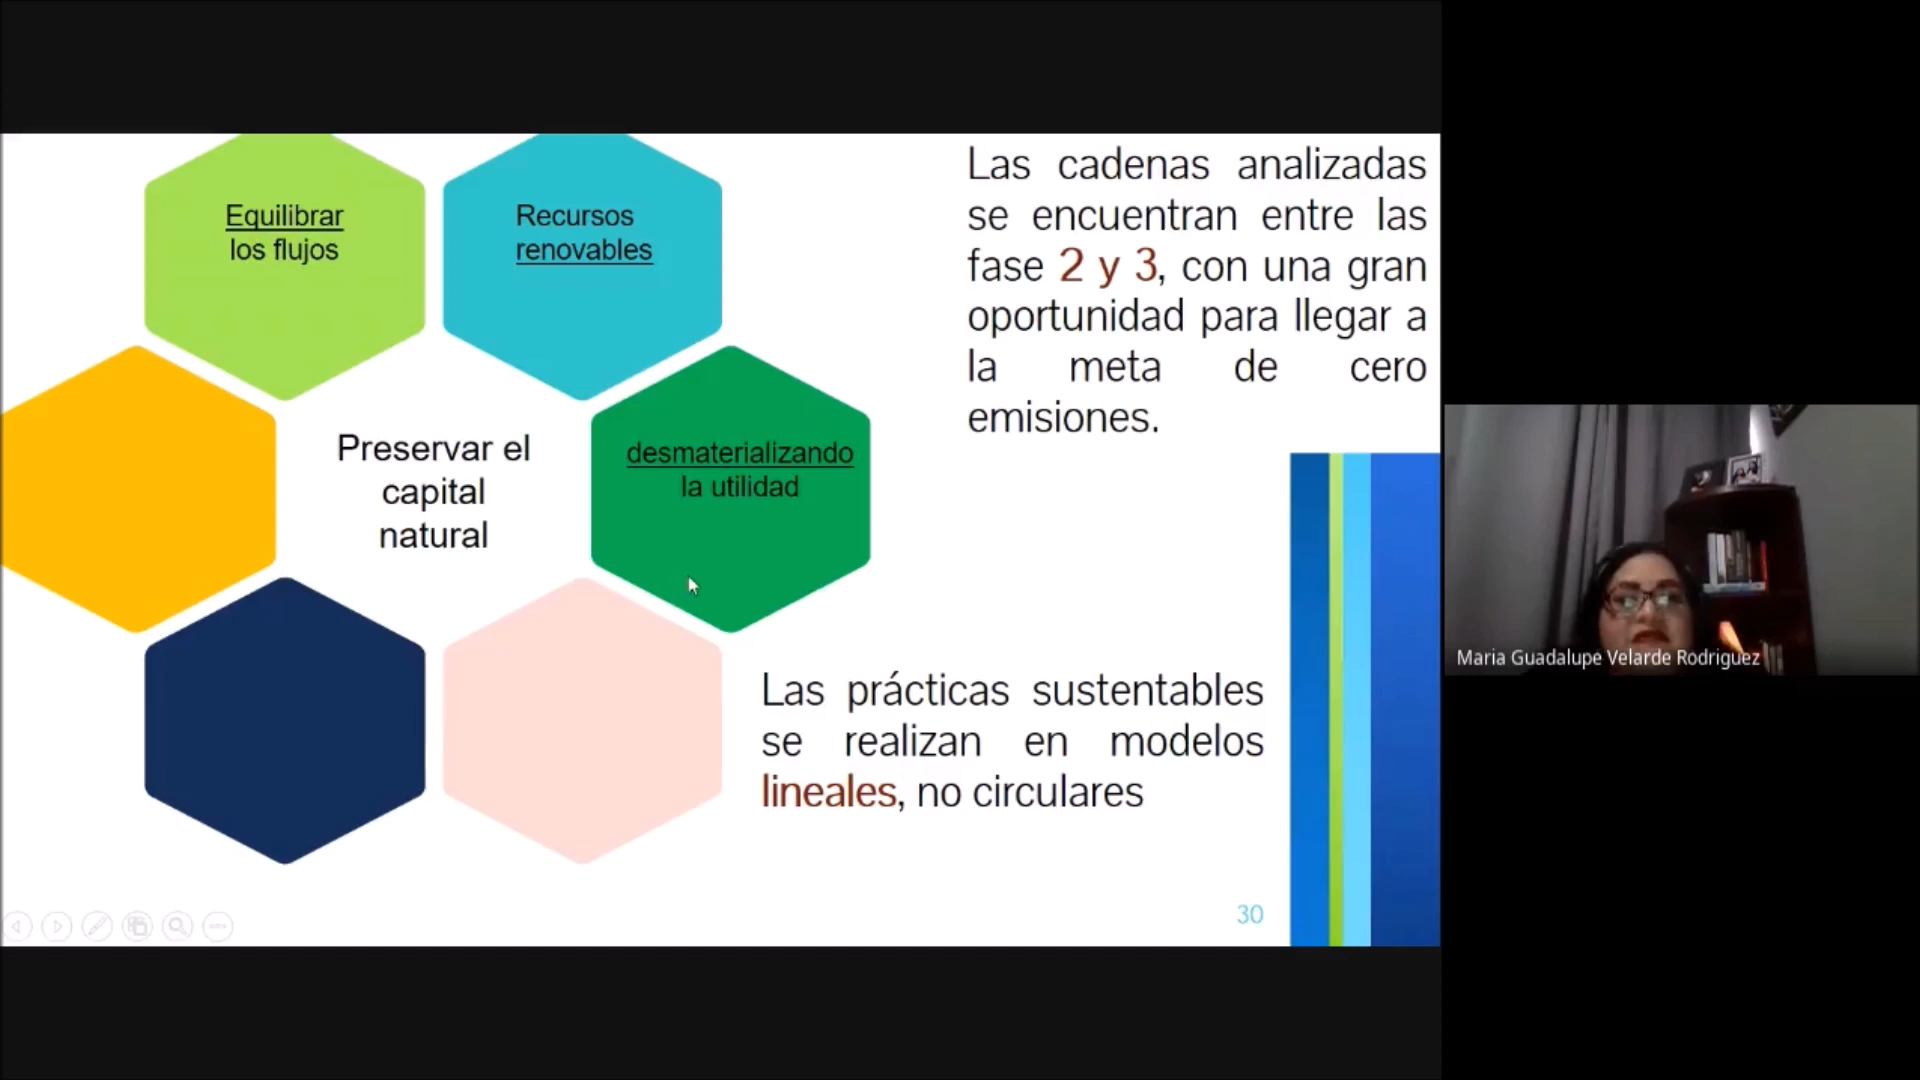 Equilibrar
los flujos
Recursos
renovables
desmaterializando
la utilidad
Preservar el
capital
natural
Las cadenas analizadas
se encuentran entre las
fase 2 y 3, con una gran
oportunidad para llegar a
la meta de cero
emisiones.
Las prácticas sustentables
se realizan en modelos
lineales, no circulares
30
Maria Guadalupe Velarde Rodriguez